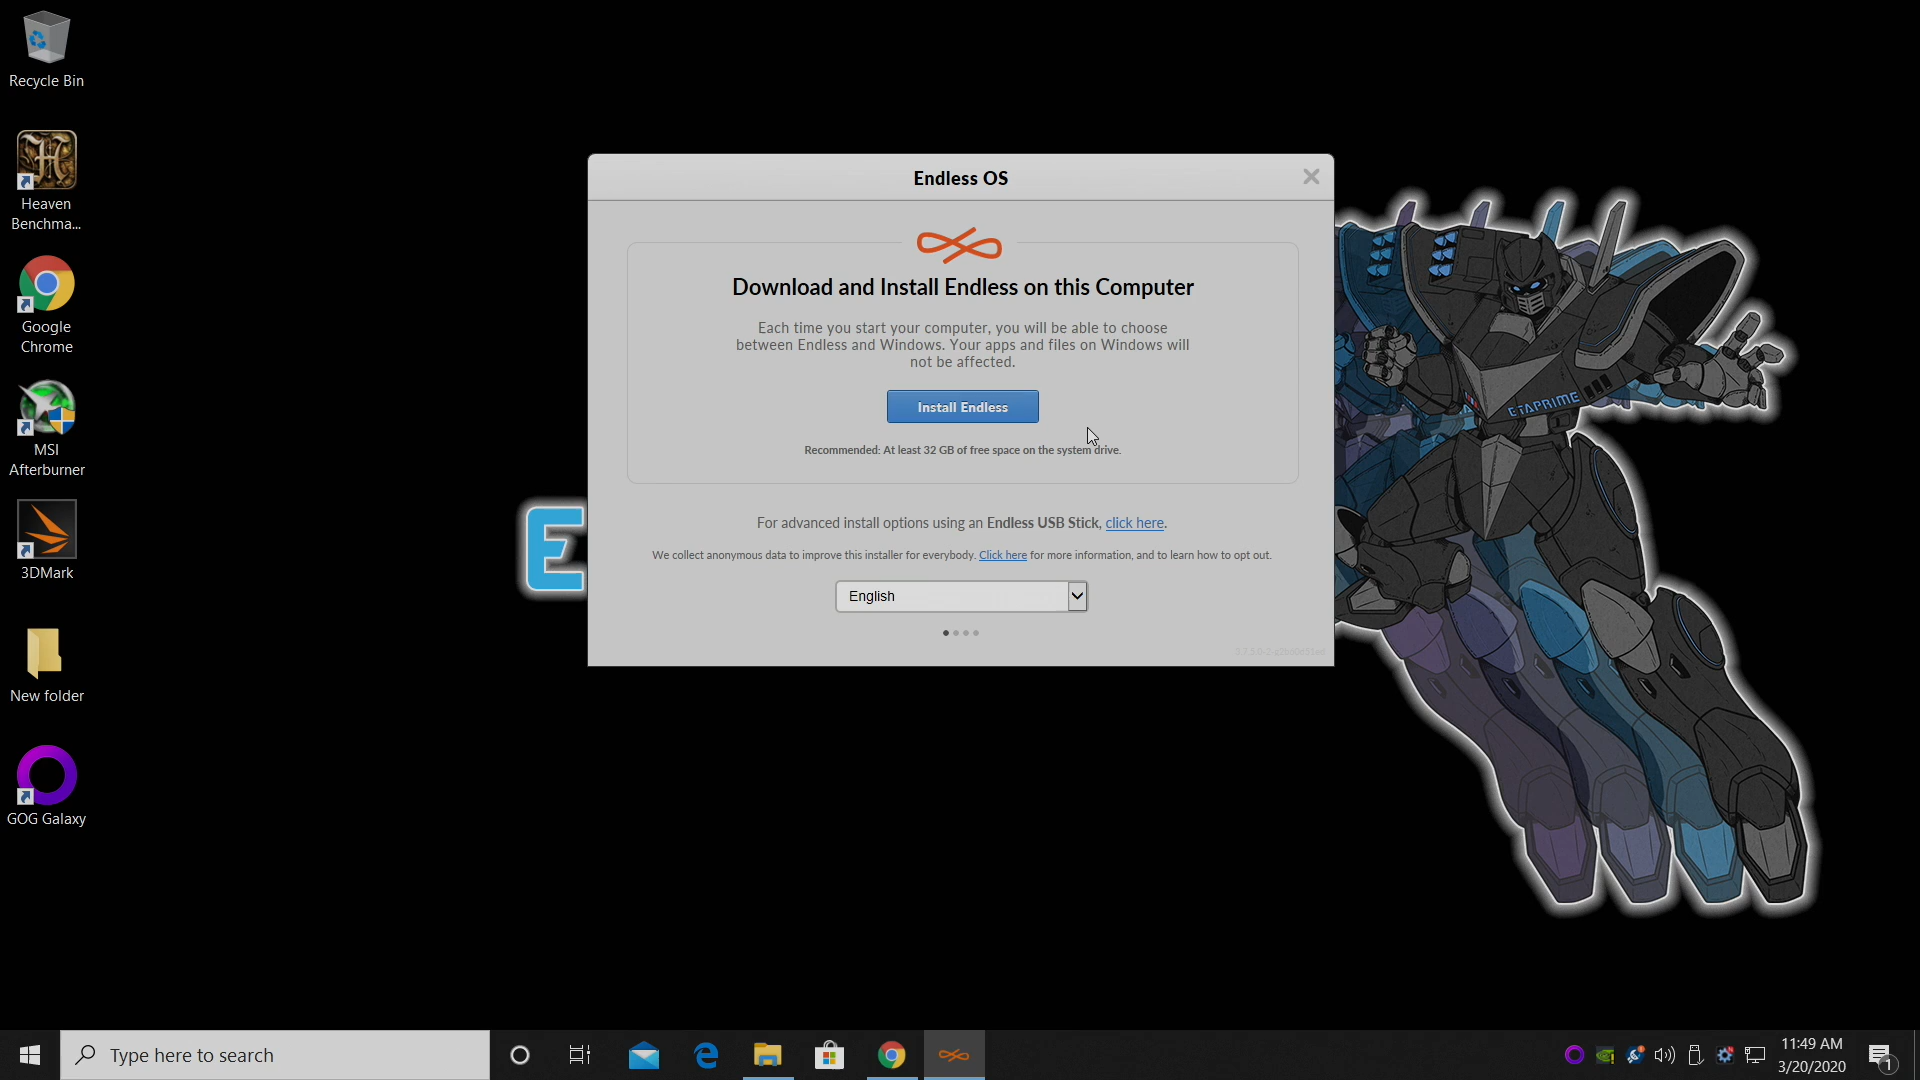 Recycle Bin
Heaven
Benchma...
Google
Chrome
MSI
Afterburner
3DMark
New folder
GOG Galaxy
Endless OS
Download and Install Endless on this Computer
Each time you start your computer, you will be able to choose
between Endless and Windows. Your apps and files on Windows will
not be affected.
Install Endless
Recommended: At least 32 GB of free space on the system drive.
For advanced install options using an Endless USB Stick, click here.
We collect anonymous data to improve this installer for everybody. Click here for more information, and to learn how to opt out.
English
E
ETAPRIME
Type here to search
11:49 AM
3/20/2020
1